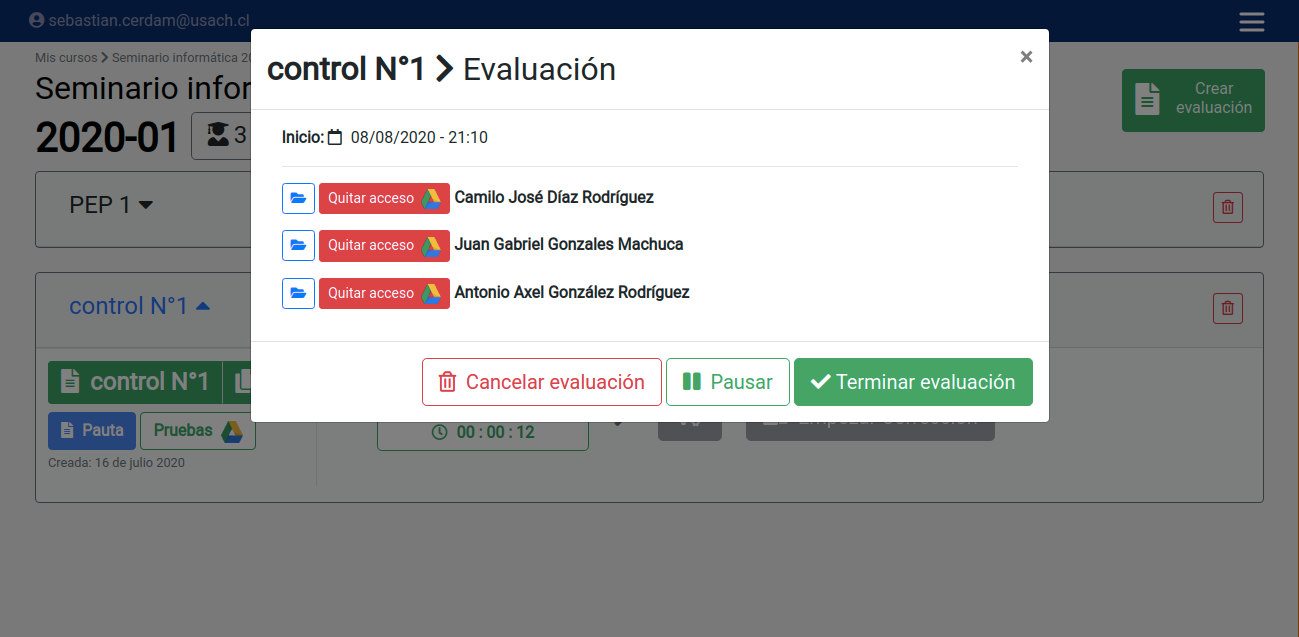 sebastian.cerdam@usach.cl
Mis cursos > Seminario informática 20
Seminario infor
2020-01
3
Crear
evaluación
PEP 1
control N°1
control N°1
Pauta
Pruebas
Creada: 16 de julio 2020
00 : 00 : 12
control N°1 > Evaluación
×
Inicio: 08/08/2020 - 21:10
Quitar acceso Camilo José Díaz Rodríguez
Quitar acceso Juan Gabriel Gonzales Machuca
Quitar acceso Antonio Axel González Rodríguez
Cancelar evaluación
Pausar
Terminar evaluación